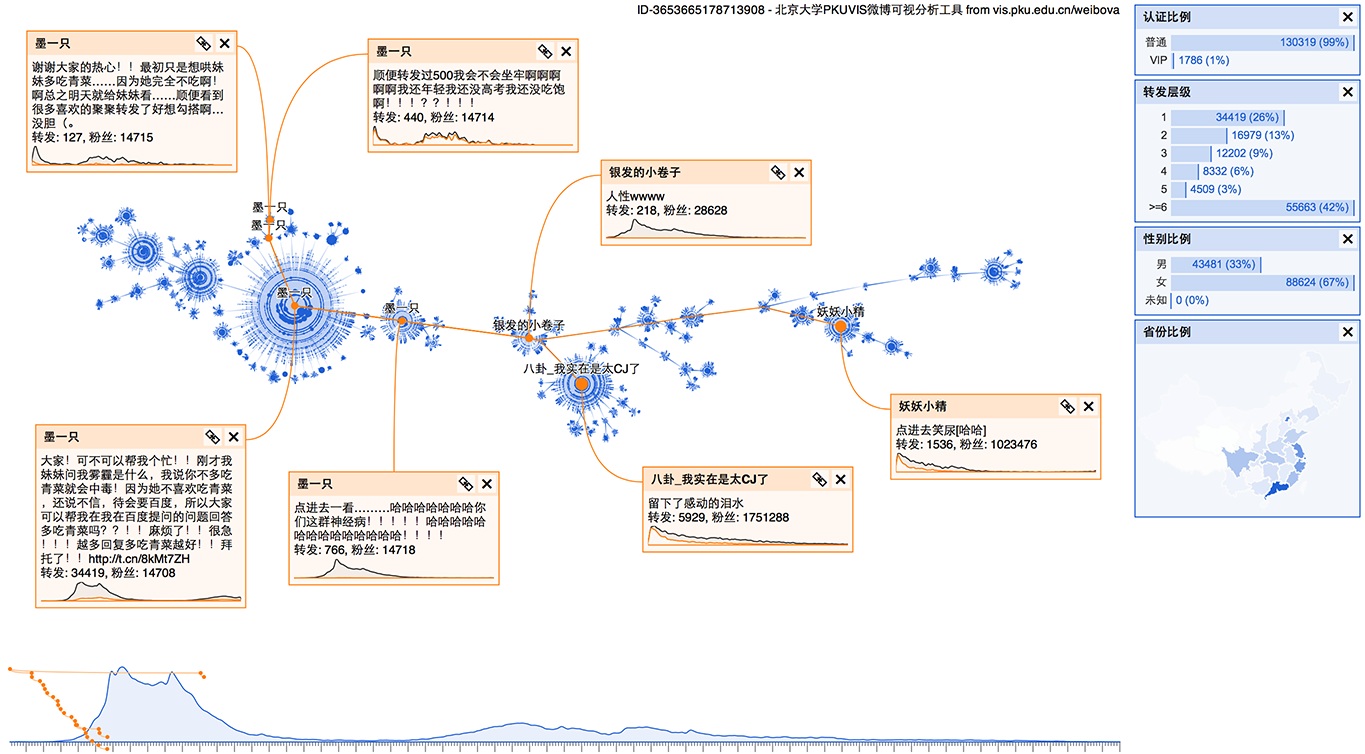 ID-3653665178713908 - 北京大学PKUVIS微博可视分析工具 from vis.pku.edu.cn/weibova
墨一只
谢谢大家的热心！！最初只是想哄妹
妹多吃青菜......因为她完全不吃啊！
啊总之明天就给妹妹看......顺便看到
很多喜欢的聚聚转发了好想勾搭啊...
没胆（。
转发: 127, 粉丝: 14715
墨一只
顺便转发过500我会不会坐牢啊啊啊
啊啊我还年轻我还没高考我还没吃饱
啊！！！？？！！！
转发: 440, 粉丝: 14714
银发的小卷子
人性wwww
转发: 218, 粉丝: 28628
墨一只
墨一只
墨一只
墨一只
银发的小卷子
八卦_我实在是太CJ了
妖妖小精
妖妖小精
点进去笑尿[哈哈]
转发: 1536, 粉丝: 1023476
墨一只
大家！可不可以帮我个忙！！刚才我
妹妹问我雾霾是什么，我说你不多吃
青菜就会中毒！因为她不喜欢吃青菜
，还说不信，待会要百度，所以大家
可以帮我在我在百度提问的问题回答
多吃青菜吗？？！！麻烦了！！很急
！！！越多回复多吃青菜越好！！拜
托了！！http://t.cn/8kMt7ZH
转发: 34419, 粉丝: 14708
墨一只
点进去一看.........哈哈哈哈哈哈哈你
们这群神经病！！！！！哈哈哈哈哈
哈哈哈哈哈哈哈哈哈！！！！
转发: 766, 粉丝: 14718
八卦_我实在是太CJ了
留下了感动的泪水
转发: 5929, 粉丝: 1751288
认证比例
普通 130319 (99%)
VIP 1786 (1%)
转发层级
1 34419 (26%)
2 16979 (13%)
3 12202 (9%)
4 8332 (6%)
5 4509 (3%)
>=6 55663 (42%)
性别比例
男 43481 (33%)
女 88624 (67%)
未知 0 (0%)
省份比例